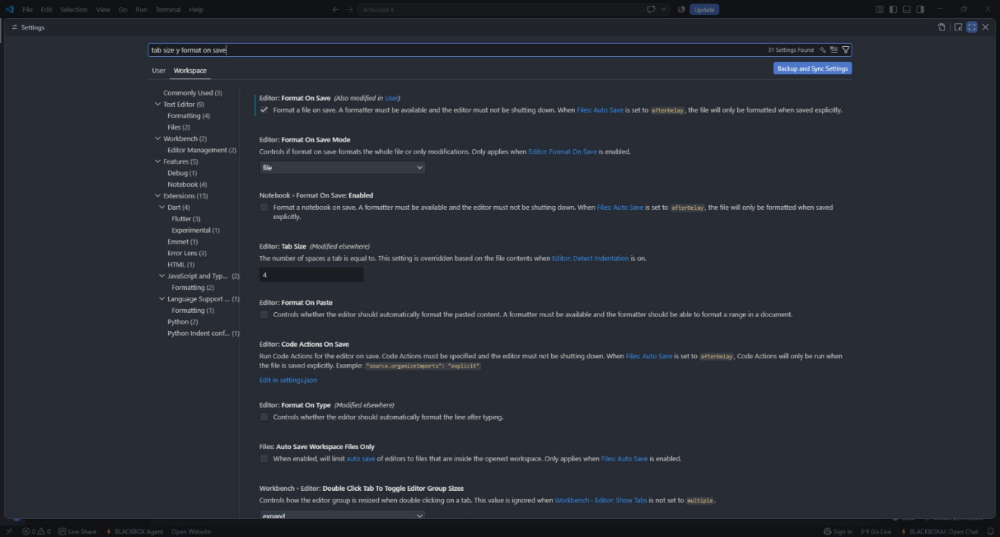 File Edit Selection View Go Run Terminal Help Actividad 4 Update
Settings
tab size y format on save 31 Settings Found
User Workspace Backup and Sync Settings
Commonly Used (3)
Text Editor (9)
Formatting (4)
Files (2)
Workbench (2)
Editor Management (2)
Features (5)
Debug (1)
Notebook (4)
Extensions (15)
Dart (4)
Flutter (3)
Experimental (1)
Emmet (1)
Error Lens (3)
HTML (1)
JavaScript and Typ... (2)
Formatting (2)
Language Support ... (1)
Formatting (1)
Python (2)
Python Indent conf... (1)
Editor: Format On Save (Also modified in User)
Format a file on save. A formatter must be available and the editor must not be shutting down. When Files: Auto Save is set to afterDelay, the file will only be formatted when saved explicitly.
Editor: Format On Save Mode
Controls if format on save formats the whole file or only modifications. Only applies when Editor: Format On Save is enabled.
file
Notebook › Format On Save: Enabled
Format a notebook on save. A formatter must be available and the editor must not be shutting down. When Files: Auto Save is set to afterDelay, the file will only be formatted when saved
explicitly.
Editor: Tab Size (Modified elsewhere)
The number of spaces a tab is equal to. This setting is overridden based on the file contents when Editor: Detect Indentation is on.
4
Editor: Format On Paste
Controls whether the editor should automatically format the pasted content. A formatter must be available and the formatter should be able to format a range in a document.
Editor: Code Actions On Save
Run Code Actions for the editor on save. Code Actions must be specified and the editor must not be shutting down. When Files: Auto Save is set to afterDelay, Code Actions will only be run when
the file is saved explicitly. Example: "source.organizeImports": "explicit"
Edit in settings.json
Editor: Format On Type (Modified elsewhere)
Controls whether the editor should automatically format the line after typing.
Files: Auto Save Workspace Files Only
When enabled, will limit auto save of editors to files that are inside the opened workspace. Only applies when Files: Auto Save is enabled.
Workbench › Editor: Double Click Tab To Toggle Editor Group Sizes
Controls how the editor group is resized when double clicking on a tab. This value is ignored when Workbench › Editor: Show Tabs is not set to multiple.
expand
0 0 Live Share BLACKBOX Agent Open Website Sign In Go Live BLACKBOXAI: Open Chat